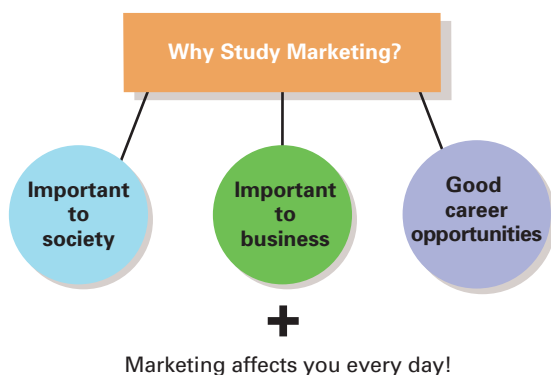 Why Study Marketing?
Important
to
society
Important
to
business
Good
career
opportunities
+
Marketing affects you every day!